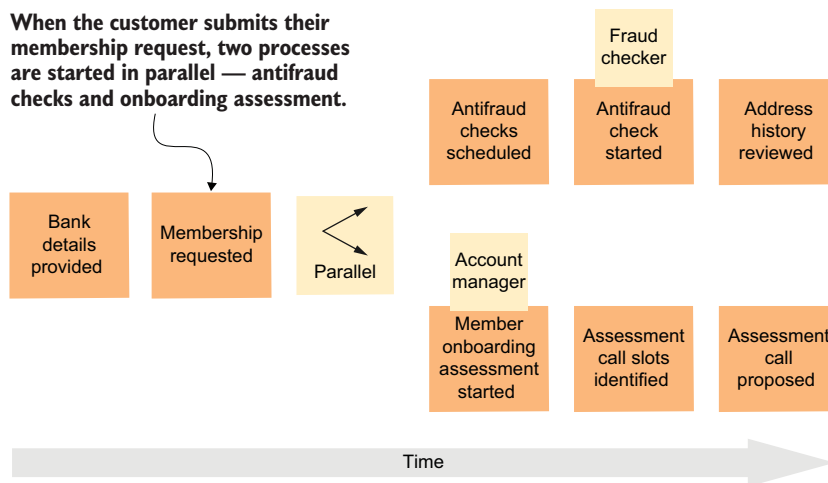 When the customer submits their
membership request, two processes
are started in parallel — antifraud
checks and onboarding assessment.
Bank
details
provided
Membership
requested
Parallel
Fraud
checker
Antifraud
checks
scheduled
Antifraud
check
started
Address
history
reviewed
Account
manager
Member
onboarding
assessment
started
Assessment
call slots
identified
Assessment
call
proposed
Time